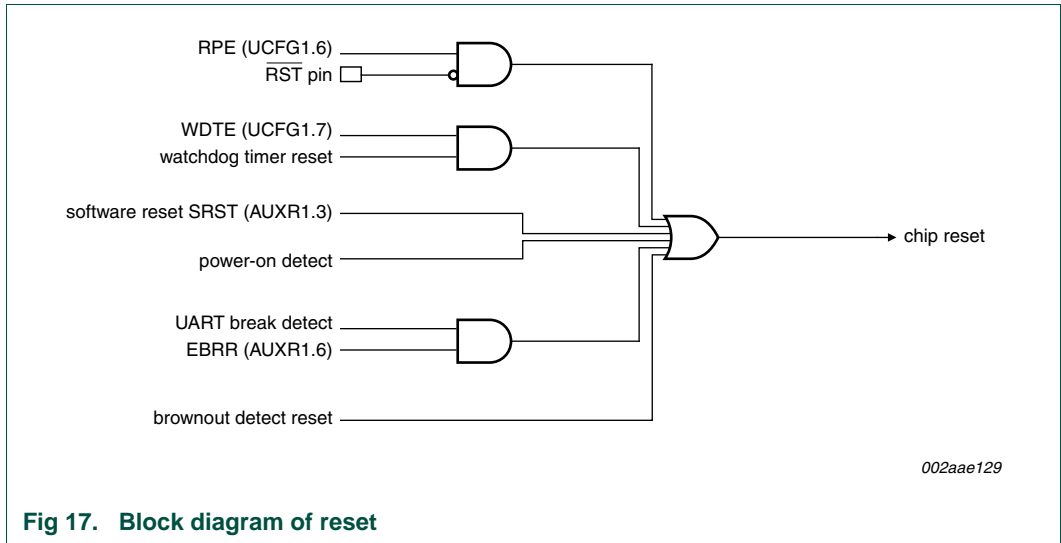 RPE (UCFG1.6)
RST pin
WDTE (UCFG1.7)
watchdog timer reset
software reset SRST (AUXR1.3)
chip reset
power-on detect
UART break detect
EBRR (AUXR1.6)
brownout detect reset
002aae129
Fig 17. Block diagram of reset